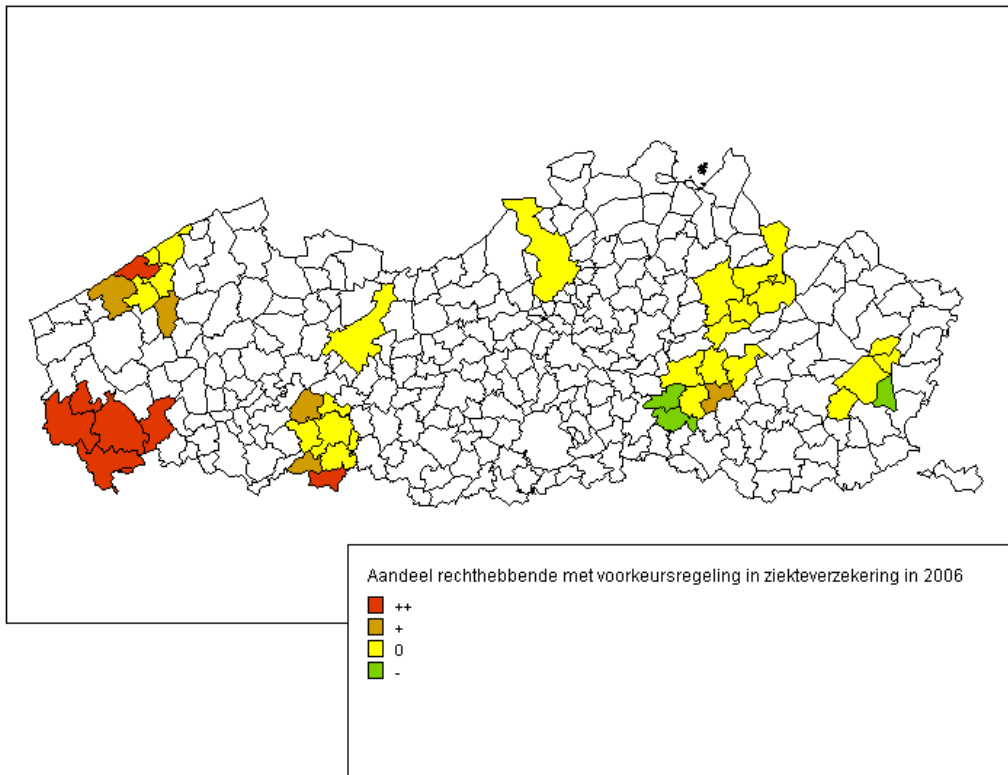 Aandeel rechthebbende met voorkeursregeling in ziekteverzekering in 2006
++
+
0
-